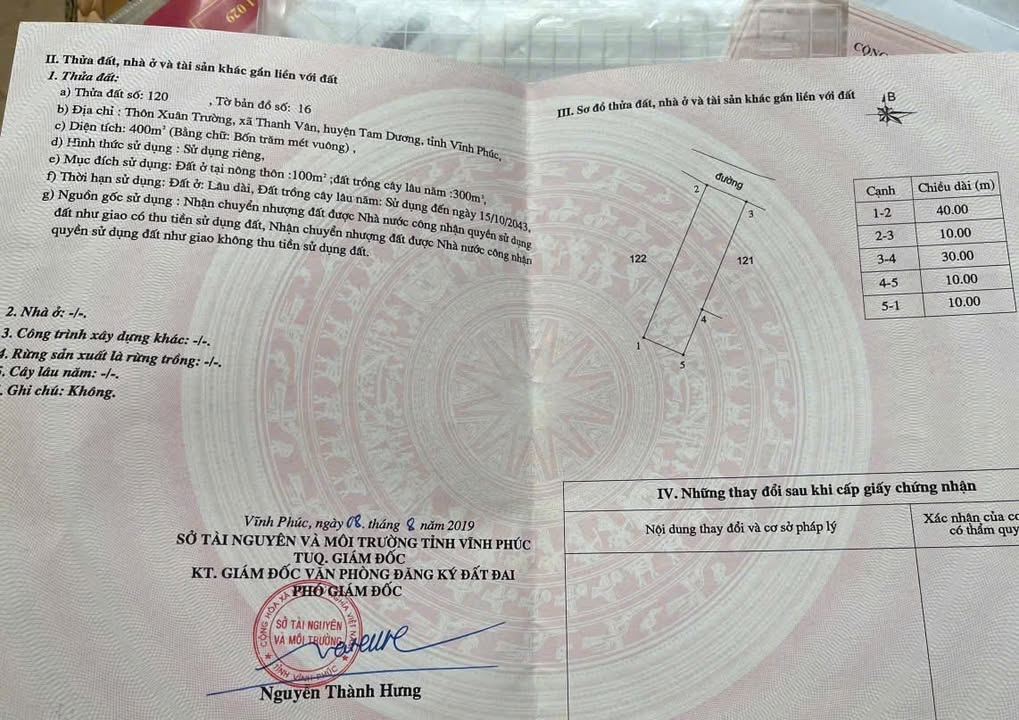 029
CỘNG
II. Thửa đất, nhà ở và tài sản khác gắn liền với đất
1. Thửa đất:
a) Thửa đất số: 120 , Tờ bản đồ số: 16
b) Địa chỉ : Thôn Xuân Trường, xã Thanh Vân, huyện Tam Dương, tỉnh Vĩnh Phúc,
c) Diện tích: 400m² (Bằng chữ: Bốn trăm mét vuông) ,
d) Hình thức sử dụng : Sử dụng riêng,
e) Mục đích sử dụng: Đất ở tại nông thôn :100m² ;đất trồng cây lâu năm :300m²,
f) Thời hạn sử dụng: Đất ở: Lâu dài, Đất trồng cây lâu năm: Sử dụng đến ngày 15/10/2043,
g) Nguồn gốc sử dụng : Nhận chuyển nhượng đất được Nhà nước công nhận quyền sử dụng
đất như giao có thu tiền sử dụng đất, Nhận chuyển nhượng đất được Nhà nước công nhận
quyền sử dụng đất như giao không thu tiền sử dụng đất.
2. Nhà ở: -/-.
3. Công trình xây dựng khác: -/-.
4. Rừng sản xuất là rừng trồng: -/-.
5. Cây lâu năm: -/-.
. Ghi chú: Không.
Vĩnh Phúc, ngày 08. tháng 8 năm 2019
SỞ TÀI NGUYÊN VÀ MÔI TRƯỜNG TỈNH VĨNH PHÚC
TUQ. GIÁM ĐỐC
KT. GIÁM ĐỐC VĂN PHÒNG ĐĂNG KÝ ĐẤT ĐAI
PHÓ GIÁM ĐỐC
SỞ TÀI NGUYÊN
VÀ MÔI TRƯỜNG
TỈNH VĨNH PHÚC
Nguyễn Thành Hưng
III. Sơ đồ thửa đất, nhà ở và tài sản khác gắn liền với đất
B
đường
2
3
122
121
4
1
5
Cạnh Chiều dài (m)
1-2 40.00
2-3 10.00
3-4 30.00
4-5 10.00
5-1 10.00
IV. Những thay đổi sau khi cấp giấy chứng nhận
Nội dung thay đổi và cơ sở pháp lý
Xác nhận của cơ
có thẩm quy